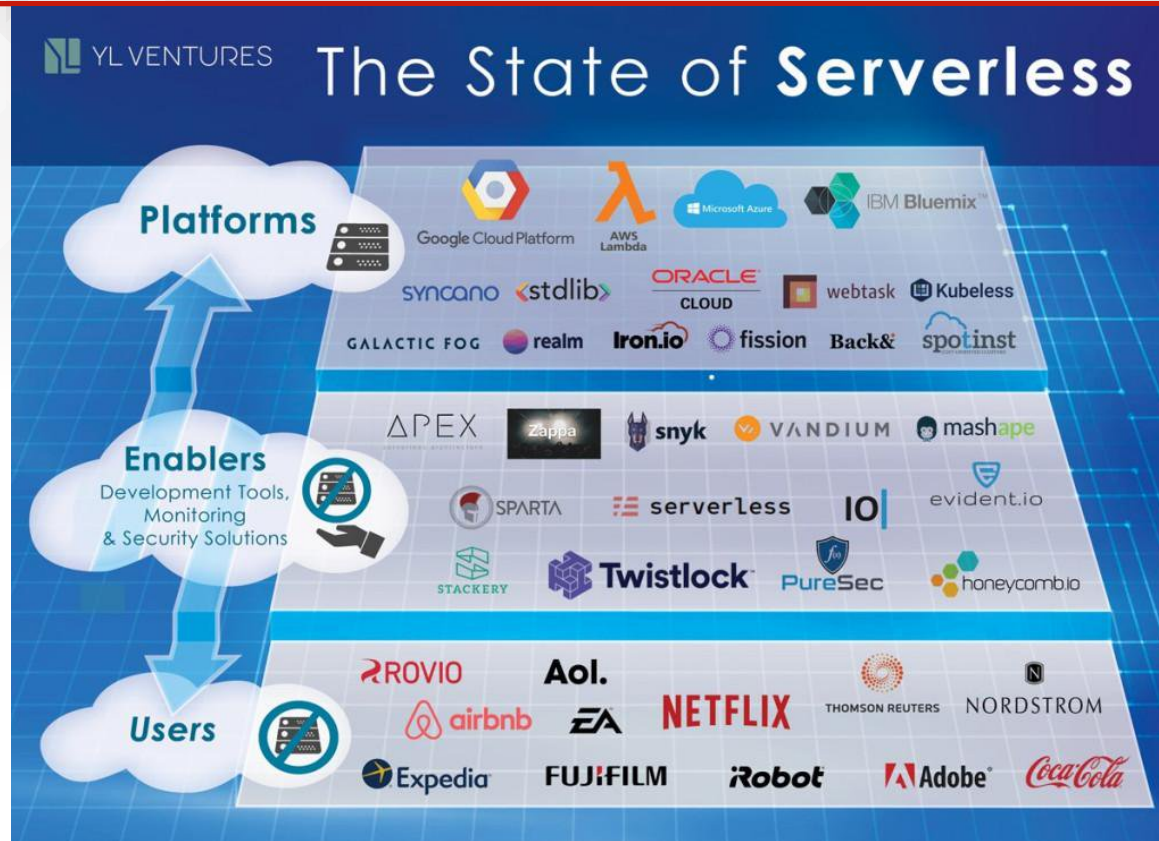 YL VENTURES
The State of Serverless
Platforms
Google Cloud Platform
AWS
Lambda
Microsoft Azure
IBM Bluemix™
syncano
<stdlib>
ORACLE®
CLOUD
webtask
Kubeless
GALACTIC FOG
realm
Iron.io
fission
Back&
spotinst
Enablers
Development Tools,
Monitoring
& Security Solutions
APEX
Zappa
snyk
VANDIUM
mashape
SPARTA
serverless
IO|
evident.io
STACKERY
Twistlock
f(x)
PureSec
honeycomb.io
Users
ROVIO
Aol.
THOMSON REUTERS
N
NORDSTROM
airbnb
EA
NETFLIX
Expedia
FUJIFILM
iRobot
Adobe®
Coca-Cola